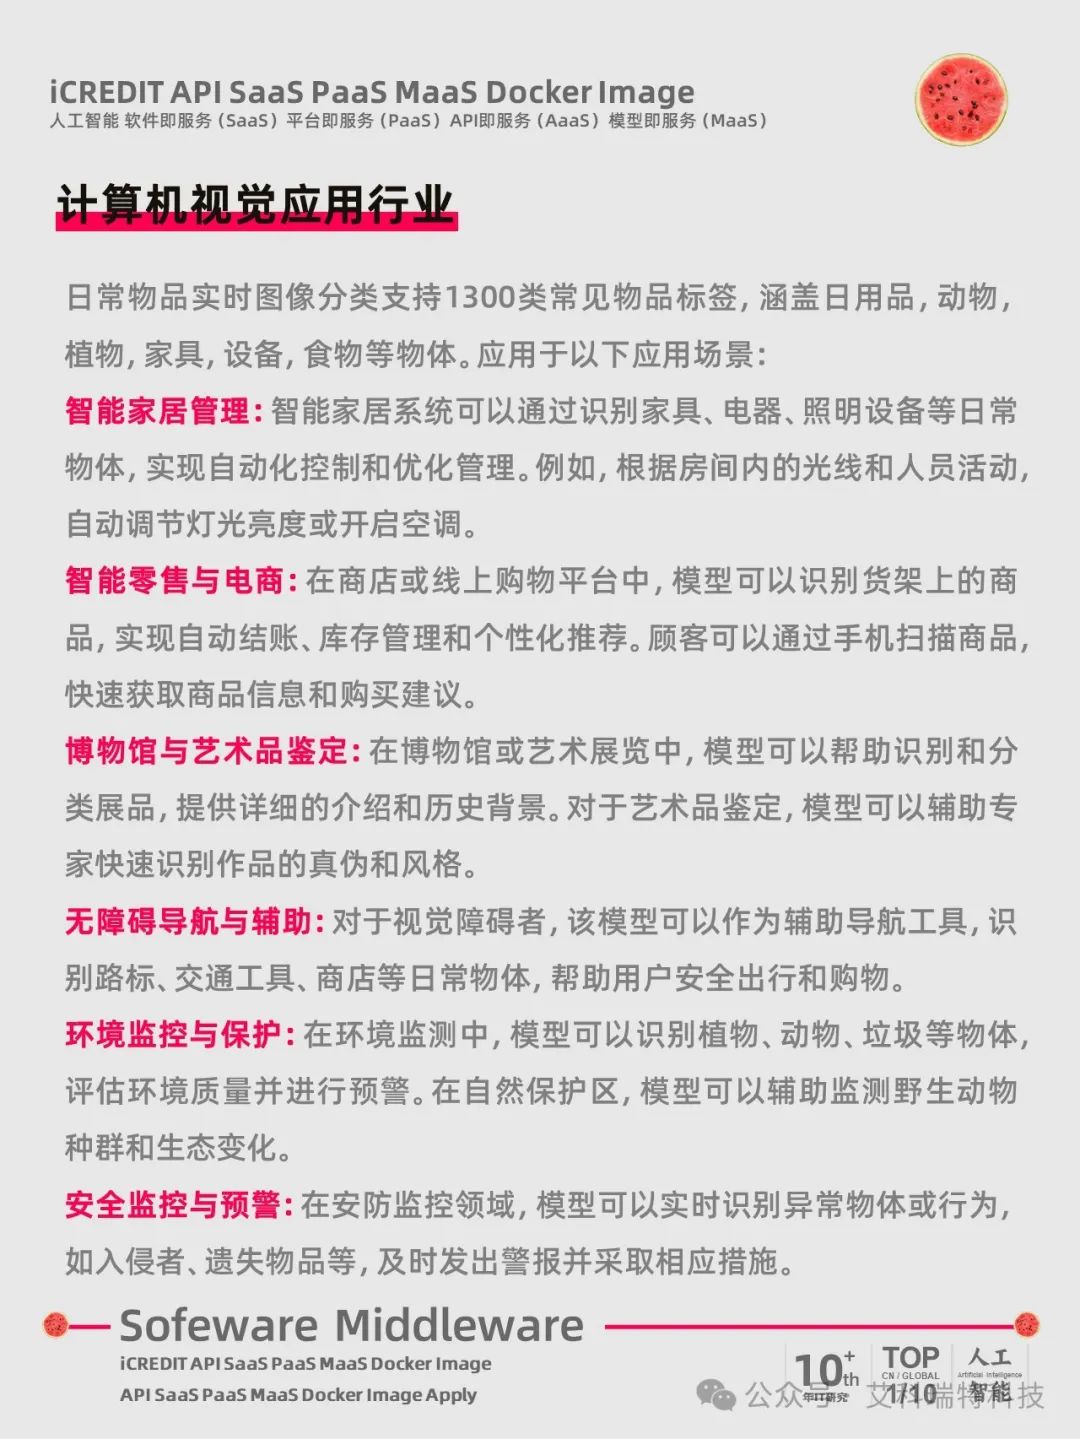 iCREDIT API SaaS PaaS MaaS Docker Image
人工智能 软件即服务（SaaS）平台即服务（PaaS）API即服务（AaaS）模型即服务（MaaS）
计算机视觉应用行业
日常物品实时图像分类支持1300类常见物品标签，涵盖日用品，动物，
植物，家具，设备，食物等物体。应用于以下应用场景：
智能家居管理：智能家居系统可以通过识别家具、电器、照明设备等日常
物体，实现自动化控制和优化管理。例如，根据房间内的光线和人员活动，
自动调节灯光亮度或开启空调。
智能零售与电商：在商店或线上购物平台中，模型可以识别货架上的商
品，实现自动结账、库存管理和个性化推荐。顾客可以通过手机扫描商品，
快速获取商品信息和购买建议。
博物馆与艺术品鉴定：在博物馆或艺术展览中，模型可以帮助识别和分
类展品，提供详细的介绍和历史背景。对于艺术品鉴定，模型可以辅助专
家快速识别作品的真伪和风格。
无障碍导航与辅助：对于视觉障碍者，该模型可以作为辅助导航工具，识
别路标、交通工具、商店等日常物体，帮助用户安全出行和购物。
环境监控与保护：在环境监测中，模型可以识别植物、动物、垃圾等物体，
评估环境质量并进行预警。在自然保护区，模型可以辅助监测野生动物
种群和生态变化。
安全监控与预警：在安防监控领域，模型可以实时识别异常物体或行为，
如入侵者、遗失物品等，及时发出警报并采取相应措施。
Sofeware Middleware
iCREDIT API SaaS PaaS MaaS Docker Image
API SaaS PaaS MaaS Docker Image Apply
10+th
年IT研究
TOP
CN / GLOBAL
1/10
人工
Artificial Intelligence
智能
公众号 · 艾科瑞特科技